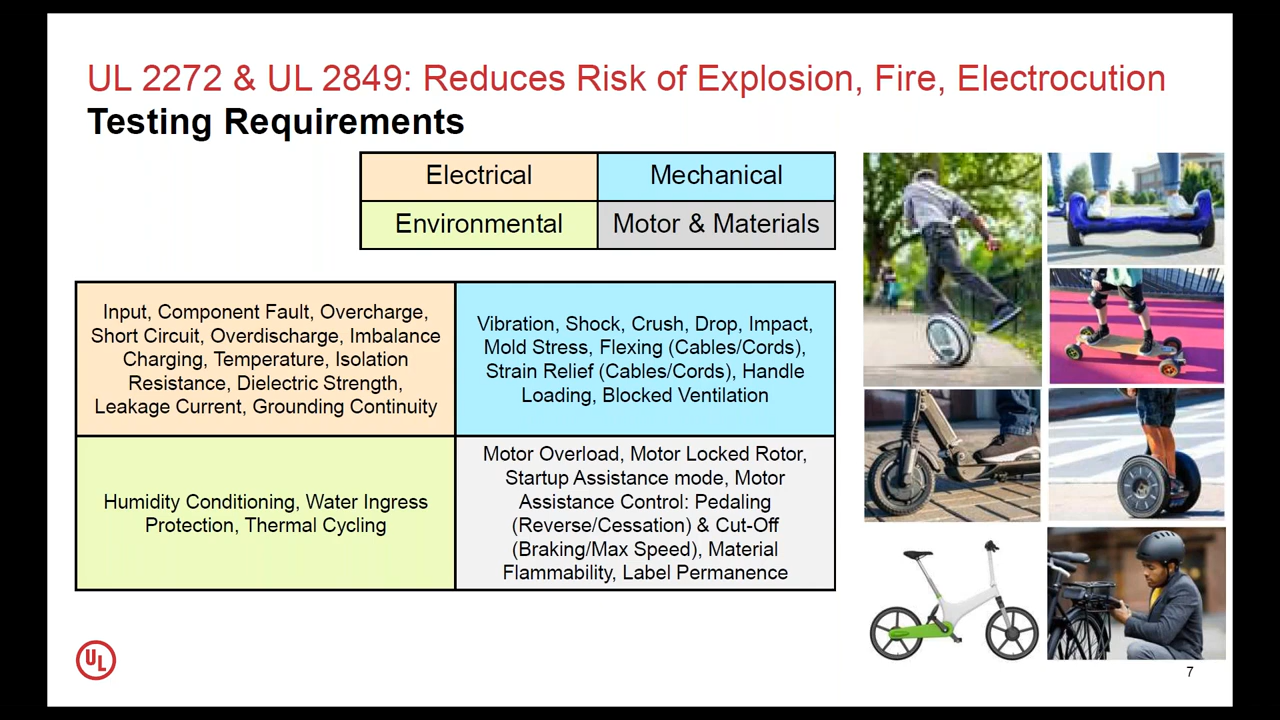 UL 2272 & UL 2849: Reduces Risk of Explosion, Fire, Electrocution
Testing Requirements
Electrical
Mechanical
Environmental
Motor & Materials
Input, Component Fault, Overcharge,
Short Circuit, Overdischarge, Imbalance
Charging, Temperature, Isolation
Resistance, Dielectric Strength,
Leakage Current, Grounding Continuity
Vibration, Shock, Crush, Drop, Impact,
Mold Stress, Flexing (Cables/Cords),
Strain Relief (Cables/Cords), Handle
Loading, Blocked Ventilation
Humidity Conditioning, Water Ingress
Protection, Thermal Cycling
Motor Overload, Motor Locked Rotor,
Startup Assistance mode, Motor
Assistance Control: Pedaling
(Reverse/Cessation) & Cut-Off
(Braking/Max Speed), Material
Flammability, Label Permanence
UL
7